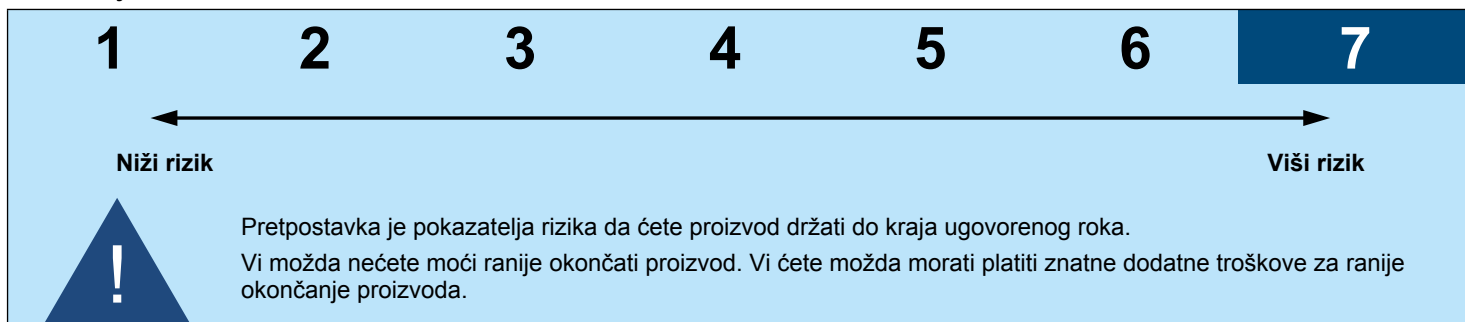 1 2 3 4 5 6 7
Niži rizik Viši rizik
Pretpostavka je pokazatelja rizika da ćete proizvod držati do kraja ugovorenog roka.
Vi možda nećete moći ranije okončati proizvod. Vi ćete možda morati platiti znatne dodatne troškove za ranije
okončanje proizvoda.
!